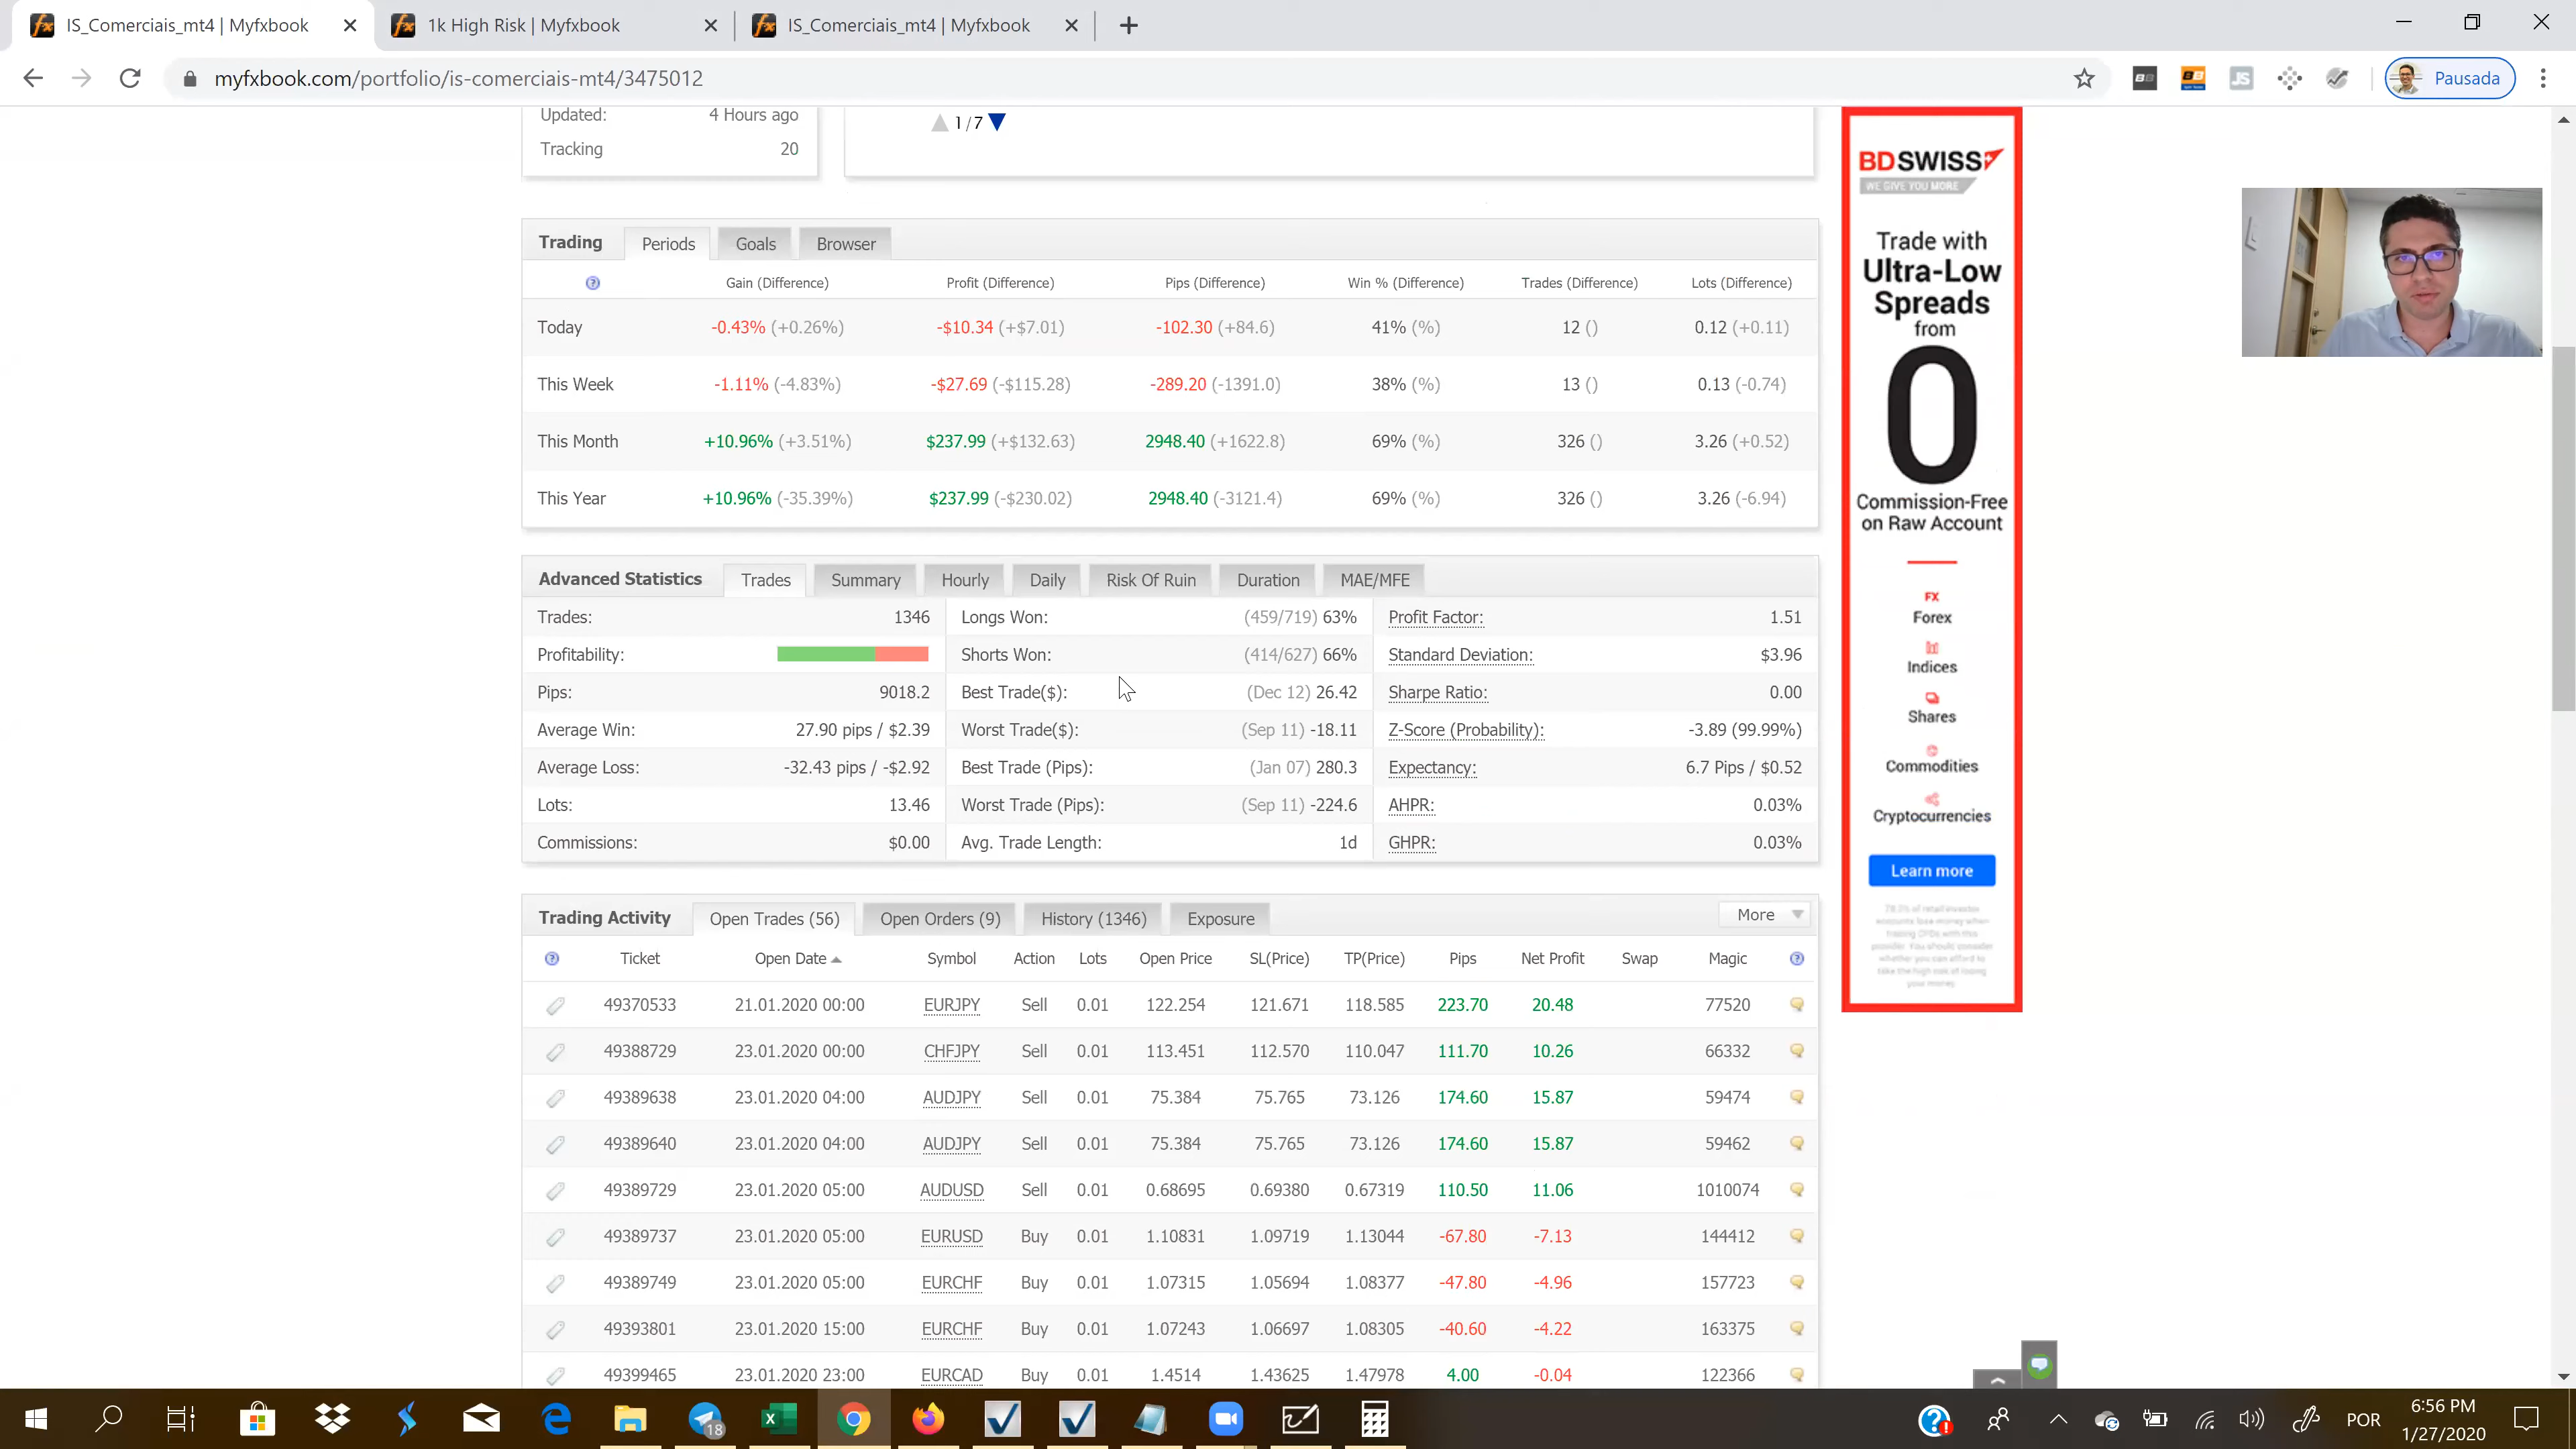 IS_Comerciais_mt4 | Myfxbook
1k High Risk | Myfxbook
IS_Comerciais_mt4 | Myfxbook
myfxbook.com/portfolio/is-comerciais-mt4/3475012
Pausada
Updated: 4 Hours ago
Tracking 20
1 / 7
Trading Periods Goals Browser
Gain (Difference) Profit (Difference) Pips (Difference) Win % (Difference) Trades (Difference) Lots (Difference)
Today -0.43% (+0.26%) -$10.34 (+$7.01) -102.30 (+84.6) 41% (%) 12 () 0.12 (+0.11)
This Week -1.11% (-4.83%) -$27.69 (-$115.28) -289.20 (-1391.0) 38% (%) 13 () 0.13 (-0.74)
This Month +10.96% (+3.51%) $237.99 (+$132.63) 2948.40 (+1622.8) 69% (%) 326 () 3.26 (+0.52)
This Year +10.96% (-35.39%) $237.99 (-$230.02) 2948.40 (-3121.4) 69% (%) 326 () 3.26 (-6.94)
Advanced Statistics Trades Summary Hourly Daily Risk Of Ruin Duration MAE/MFE
Trades: 1346 Longs Won: (459/719) 63% Profit Factor: 1.51
Profitability: Shorts Won: (414/627) 66% Standard Deviation: $3.96
Pips: 9018.2 Best Trade($): (Dec 12) 26.42 Sharpe Ratio: 0.00
Average Win: 27.90 pips / $2.39 Worst Trade($): (Sep 11) -18.11 Z-Score (Probability): -3.89 (99.99%)
Average Loss: -32.43 pips / -$2.92 Best Trade (Pips): (Jan 07) 280.3 Expectancy: 6.7 Pips / $0.52
Lots: 13.46 Worst Trade (Pips): (Sep 11) -224.6 AHPR: 0.03%
Commissions: $0.00 Avg. Trade Length: 1d GHPR: 0.03%
Trading Activity Open Trades (56) Open Orders (9) History (1346) Exposure More
Ticket Open Date Symbol Action Lots Open Price SL(Price) TP(Price) Pips Net Profit Swap Magic
49370533 21.01.2020 00:00 EURJPY Sell 0.01 122.254 121.671 118.585 223.70 20.48 77520
49388729 23.01.2020 00:00 CHFJPY Sell 0.01 113.451 112.570 110.047 111.70 10.26 66332
49389638 23.01.2020 04:00 AUDJPY Sell 0.01 75.384 75.765 73.126 174.60 15.87 59474
49389640 23.01.2020 04:00 AUDJPY Sell 0.01 75.384 75.765 73.126 174.60 15.87 59462
49389729 23.01.2020 05:00 AUDUSD Sell 0.01 0.68695 0.69380 0.67319 110.50 11.06 1010074
49389737 23.01.2020 05:00 EURUSD Buy 0.01 1.10831 1.09719 1.13044 -67.80 -7.13 144412
49389749 23.01.2020 05:00 EURCHF Buy 0.01 1.07315 1.05694 1.08377 -47.80 -4.96 157723
49393801 23.01.2020 15:00 EURCHF Buy 0.01 1.07243 1.06697 1.08305 -40.60 -4.22 163375
49399465 23.01.2020 23:00 EURCAD Buy 0.01 1.4514 1.43625 1.47978 4.00 -0.04 122366
BDSWISS
WE GIVE YOU MORE
Trade with
Ultra-Low
Spreads
from
0
Commission-Free
on Raw Account
FX
Forex
Indices
Shares
Commodities
Cryptocurrencies
Learn more
18
POR
6:56 PM
1/27/2020